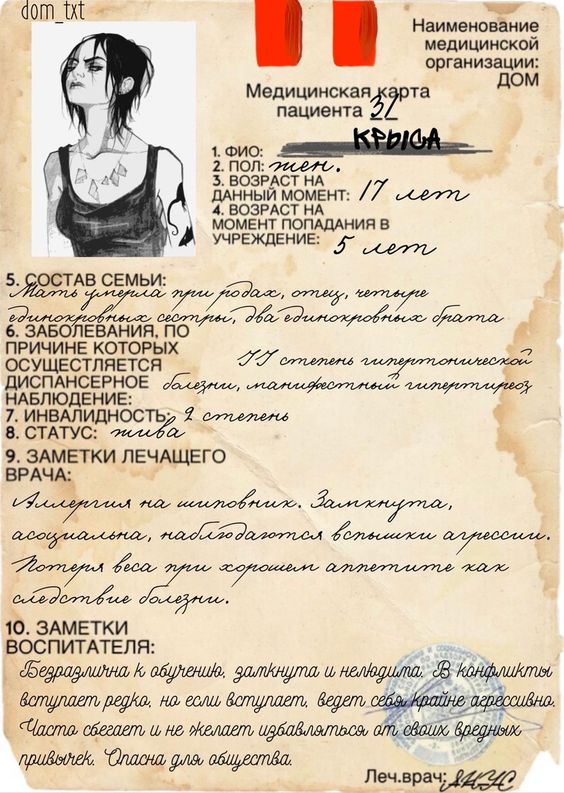 dom_txt
Наименование
медицинской
организации:
ДОМ
Медицинская карта
пациента 31
1. ФИО: КРЫСА
2. ПОЛ: жен.
3. ВОЗРАСТ НА
ДАННЫЙ МОМЕНТ: 17 лет
4. ВОЗРАСТ НА
МОМЕНТ ПОПАДАНИЯ В
УЧРЕЖДЕНИЕ: 5 лет
5. СОСТАВ СЕМЬИ:
Мать умерла при родах, отец, четыре
единокровных сестры, два единокровных брата
6. ЗАБОЛЕВАНИЯ, ПО
ПРИЧИНЕ КОТОРЫХ
ОСУЩЕСТЛЯЕТСЯ II степень гипертонической
ДИСПАНСЕРНОЕ болезни, манифестный гипертиреоз
НАБЛЮДЕНИЕ:
7. ИНВАЛИДНОСТЬ: 2 степень
8. СТАТУС: жива
9. ЗАМЕТКИ ЛЕЧАЩЕГО
ВРАЧА:
Аллергия на шиповник. Замкнута,
асоциальна, наблюдаются вспышки агрессии.
Потеря веса при хорошем аппетите как
следствие болезни.
10. ЗАМЕТКИ
ВОСПИТАТЕЛЯ:
Безразлична к обучению, замкнута и нелюдима. В конфликты
вступает редко, но если вступает, ведет себя крайне агрессивно.
Часто сбегает и не желает избавляться от своих вредных
привычек. Опасна для общества.
Леч.врач: ЯНУС